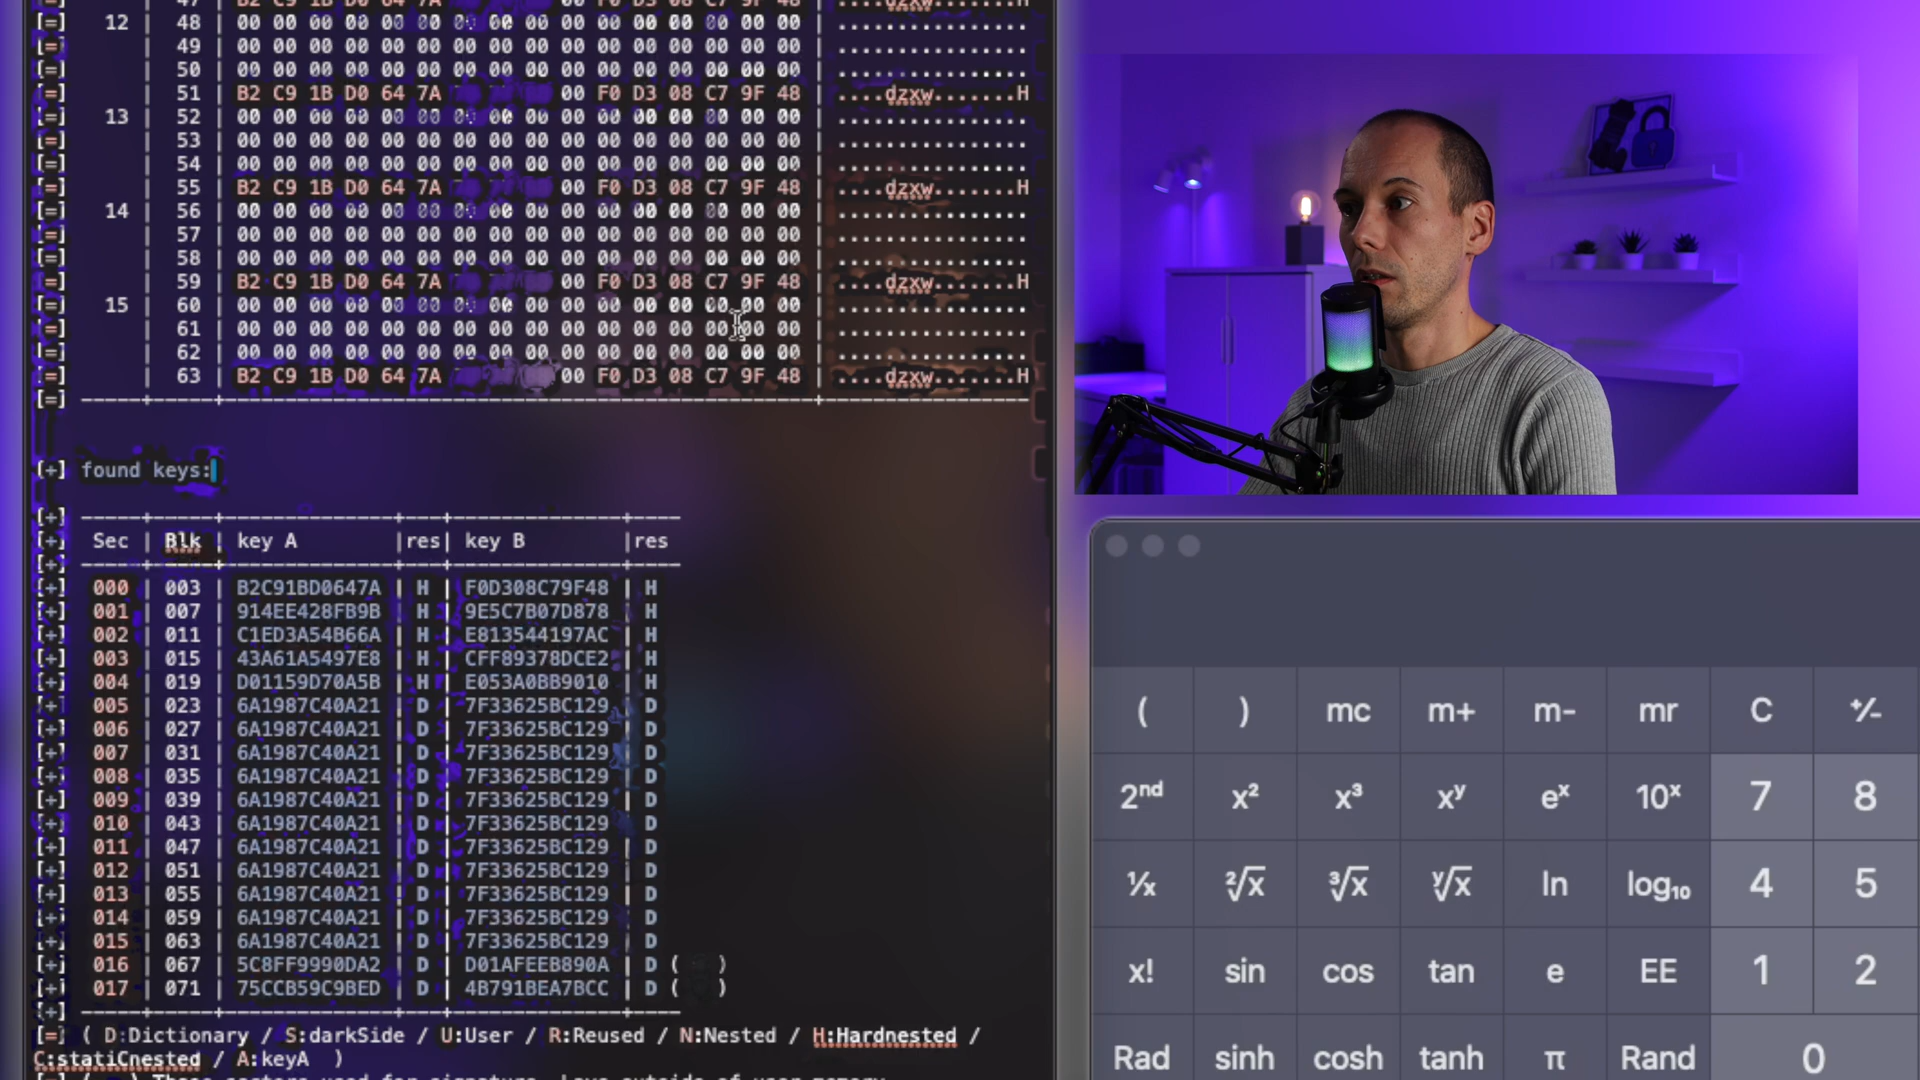 [=] 47 B2 C9 1B D0 64 7A 00 F0 D3 08 C7 9F 48 ....dzxw.......H
[=] 12 | 48 | 00 00 00 00 00 00 00 00 00 00 00 00 00 00 00 00 | ................
[=] | 49 | 00 00 00 00 00 00 00 00 00 00 00 00 00 00 00 00 | ................
[=] | 50 | 00 00 00 00 00 00 00 00 00 00 00 00 00 00 00 00 | ................
[=] | 51 | B2 C9 1B D0 64 7A 00 F0 D3 08 C7 9F 48 | ....dzxw.......H
[=] 13 | 52 | 00 00 00 00 00 00 00 00 00 00 00 00 00 00 00 00 | ................
[=] | 53 | 00 00 00 00 00 00 00 00 00 00 00 00 00 00 00 00 | ................
[=] | 54 | 00 00 00 00 00 00 00 00 00 00 00 00 00 00 00 00 | ................
[=] | 55 | B2 C9 1B D0 64 7A 00 F0 D3 08 C7 9F 48 | ....dzxw.......H
[=] 14 | 56 | 00 00 00 00 00 00 00 00 00 00 00 00 00 00 00 00 | ................
[=] | 57 | 00 00 00 00 00 00 00 00 00 00 00 00 00 00 00 00 | ................
[=] | 58 | 00 00 00 00 00 00 00 00 00 00 00 00 00 00 00 00 | ................
[=] | 59 | B2 C9 1B D0 64 7A 00 F0 D3 08 C7 9F 48 | ....dzxw.......H
[=] 15 | 60 | 00 00 00 00 00 00 00 00 00 00 00 00 00 00 00 00 | ................
[=] | 61 | 00 00 00 00 00 00 00 00 00 00 00 00 00 00 00 00 | ................
[=] | 62 | 00 00 00 00 00 00 00 00 00 00 00 00 00 00 00 00 | ................
[=] | 63 | B2 C9 1B D0 64 7A 00 F0 D3 08 C7 9F 48 | ....dzxw.......H
[=] -----+-----+-------------------------------------------------+-----------------
[+] found keys:
[+] -----+-----+--------------+---+--------------+----
[+] Sec | Blk | key A |res| key B |res
[+] -----+-----+--------------+---+--------------+----
[+] 000 | 003 | B2C91BD0647A | H | F0D308C79F48 | H
[+] 001 | 007 | 914EE428FB9B | H | 9E5C7B07D878 | H
[+] 002 | 011 | C1ED3A54B66A | H | E813544197AC | H
[+] 003 | 015 | 43A61A5497E8 | H | CFF89378DCE2 | H
[+] 004 | 019 | D01159D70A5B | H | E053A0BB9010 | H
[+] 005 | 023 | 6A1987C40A21 | D | 7F33625BC129 | D
[+] 006 | 027 | 6A1987C40A21 | D | 7F33625BC129 | D
[+] 007 | 031 | 6A1987C40A21 | D | 7F33625BC129 | D
[+] 008 | 035 | 6A1987C40A21 | D | 7F33625BC129 | D
[+] 009 | 039 | 6A1987C40A21 | D | 7F33625BC129 | D
[+] 010 | 043 | 6A1987C40A21 | D | 7F33625BC129 | D
[+] 011 | 047 | 6A1987C40A21 | D | 7F33625BC129 | D
[+] 012 | 051 | 6A1987C40A21 | D | 7F33625BC129 | D
[+] 013 | 055 | 6A1987C40A21 | D | 7F33625BC129 | D
[+] 014 | 059 | 6A1987C40A21 | D | 7F33625BC129 | D
[+] 015 | 063 | 6A1987C40A21 | D | 7F33625BC129 | D
[+] 016 | 067 | 5C8FF9990DA2 | D | D01AFEEB890A | D ( )
[+] 017 | 071 | 75CCB59C9BED | D | 4B791BEA7BCC | D ( )
[+] -----+-----+--------------+---+--------------+----
[=] ( D:Dictionary / S:darkSide / U:User / R:Reused / N:Nested / H:Hardnested /
C:statiCnested / A:keyA )
( ) mc m+ m- mr C ⁺⁄₋
2ⁿᵈ x² x³ xʸ eˣ 10ˣ 7 8
¹⁄ₓ ²√x ³√x ʸ√x ln log₁₀ 4 5
x! sin cos tan e EE 1 2
Rad sinh cosh tanh π Rand 0